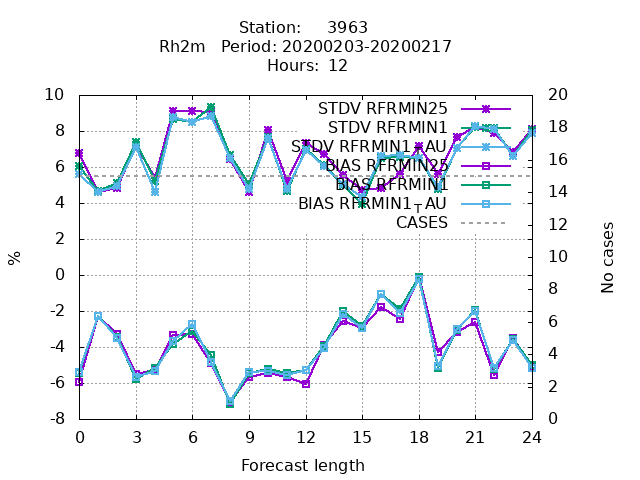 Station: 3963
Rh2m Period: 20200203-20200217
Hours: 12
10 20
STDV RFRMIN25
8 18
STDV RFRMIN1
STDV RFRMIN1_AU
6 16
BIAS RFRMIN25
BIAS RFRMIN1
4 14
BIAS RFRMIN1_TAU
CASES
2 12
0 10
-2 8
-4 6
4
-6 2
-8 0
%
No cases
0 3 6 9 12 15 18 21 24
Forecast length